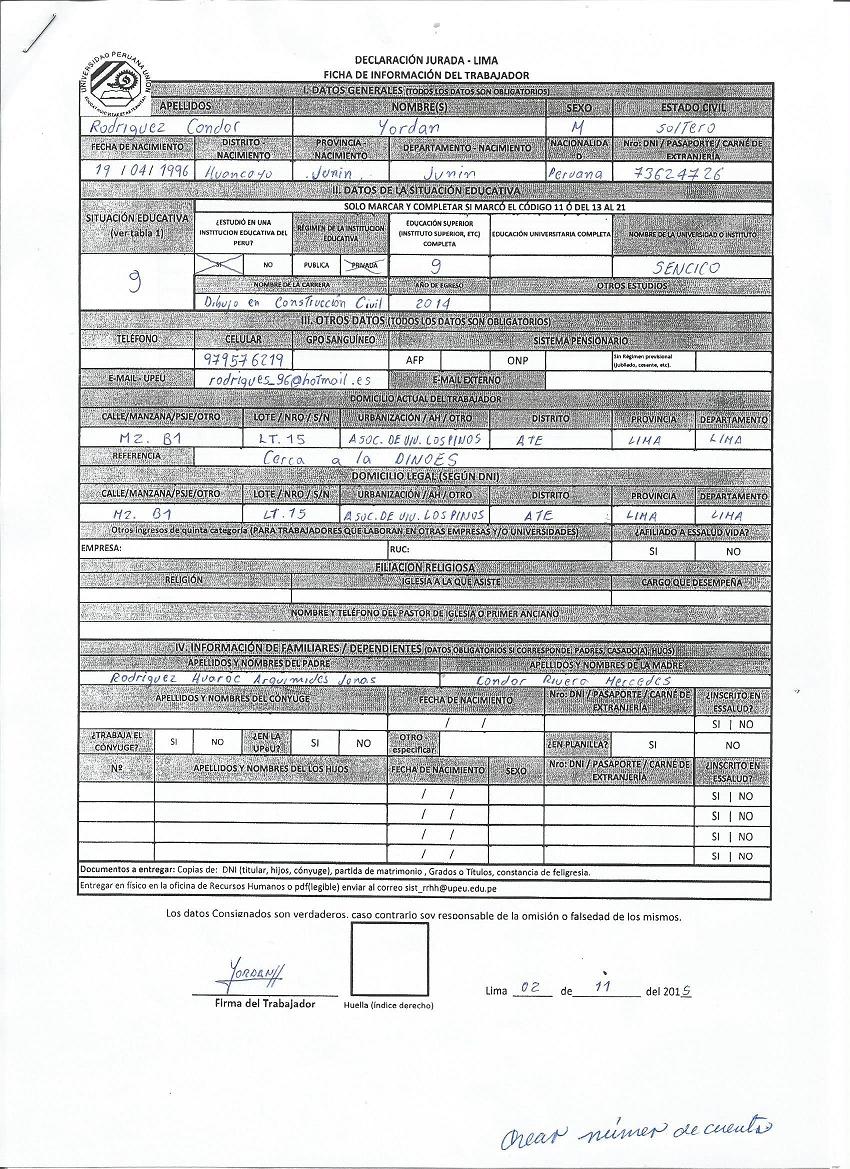 UNIVERSIDAD PERUANA UNION
DECLARACIÓN JURADA - LIMA
FICHA DE INFORMACIÓN DEL TRABAJADOR
I. DATOS GENERALES (TODOS LOS DATOS SON OBLIGATORIOS)
APELLIDOS NOMBRE(S) SEXO ESTADO CIVIL
Rodriguez Condor Yordan M SOLTERO
FECHA DE NACIMIENTO DISTRITO - NACIMIENTO PROVINCIA - NACIMIENTO DEPARTAMENTO - NACIMIENTO NACIONALIDAD Nro: DNI / PASAPORTE / CARNÉ DE EXTRANJERÍA
19 / 04 / 1996 Huancayo Junin Junin Peruana 73624726
II. DATOS DE LA SITUACIÓN EDUCATIVA
SOLO MARCAR Y COMPLETAR SI MARCÓ EL CÓDIGO 11 Ó DEL 13 AL 21
SITUACIÓN EDUCATIVA (ver tabla 1) ¿ESTUDIÓ EN UNA INSTITUCION EDUCATIVA DEL PERU? RÉGIMEN DE LA INSTITUCION EDUCATIVA EDUCACIÓN SUPERIOR (INSTITUTO SUPERIOR, ETC) COMPLETA EDUCACIÓN UNIVERSITARIA COMPLETA NOMBRE DE LA UNIVERSIDAD O INSTITUTO
9 SI NO PUBLICA PRIVADA 9 SENCICO
NOMBRE DE LA CARRERA AÑO DE EGRESO OTROS ESTUDIOS
Dibujo en Construccion Civil 2014
III. OTROS DATOS (TODOS LOS DATOS SON OBLIGATORIOS)
TELÉFONO CELULAR GPO SANGUÍNEO SISTEMA PENSIONARIO
979576219 AFP ONP Sin Régimen previsional (jubilado, cesante, etc).
E-MAIL - UPEU rodrigues_96@hotmail.es E-MAIL EXTERNO
DOMICILIO ACTUAL DEL TRABAJADOR
CALLE/MANZANA/PSJE/OTRO LOTE / NRO / S/N URBANIZACIÓN / AH / OTRO DISTRITO PROVINCIA DEPARTAMENTO
MZ. B1 LT. 15 ASOC. DE VIV. LOS PINOS ATE LIMA LIMA
REFERENCIA Cerca a la DINOES
DOMICILIO LEGAL (SEGÚN DNI)
CALLE/MANZANA/PSJE/OTRO LOTE / NRO / S/N URBANIZACIÓN / AH / OTRO DISTRITO PROVINCIA DEPARTAMENTO
MZ. B1 LT. 15 ASOC. DE VIV. LOS PINOS ATE LIMA LIMA
Otros ingresos de quinta categoría (PARA TRABAJADORES QUE LABORAN EN OTRAS EMPRESAS Y/O UNIVERSIDADES) ¿AFILIADO A ESSALUD VIDA?
EMPRESA: RUC: SI NO
FILIACIÓN RELIGIOSA
RELIGIÓN IGLESIA A LA QUE ASISTE CARGO QUE DESEMPEÑA
NOMBRE Y TELÉFONO DEL PASTOR DE IGLESIA O PRIMER ANCIANO
IV. INFORMACIÓN DE FAMILIARES / DEPENDIENTES (DATOS OBLIGATORIOS SI CORRESPONDE, PADRES, CASADO(A), HIJOS)
APELLIDOS Y NOMBRES DEL PADRE APELLIDOS Y NOMBRES DE LA MADRE
Rodriguez Huaroc Arquimides Jonas Condor Rivera Mercedes
APELLIDOS Y NOMBRES DEL CÓNYUGE FECHA DE NACIMIENTO Nro: DNI / PASAPORTE / CARNÉ DE EXTRANJERÍA ¿INSCRITO EN ESSALUD?
/ / SI | NO
¿TRABAJA EL CÓNYUGE? SI NO ¿EN LA UPeU? SI NO OTRO especificar ¿EN PLANILLA? SI NO
Nº APELLIDOS Y NOMBRES DEL LOS HIJOS FECHA DE NACIMIENTO SEXO Nro: DNI / PASAPORTE / CARNÉ DE EXTRANJERÍA ¿INSCRITO EN ESSALUD?
/ / SI | NO
/ / SI | NO
/ / SI | NO
/ / SI | NO
Documentos a entregar: Copias de: DNI (titular, hijos, cónyuge), partida de matrimonio , Grados o Títulos, constancia de feligresia.
Entregar en físico en la oficina de Recursos Humanos o pdf(legible) enviar al correo sist_rrhh@upeu.edu.pe
Los datos Consignados son verdaderos, caso contrario soy responsable de la omisión o falsedad de los mismos.
YORDAN
Lima 02 de 11 del 2015
Firma del Trabajador Huella (índice derecho)
Crear númer de cuenta